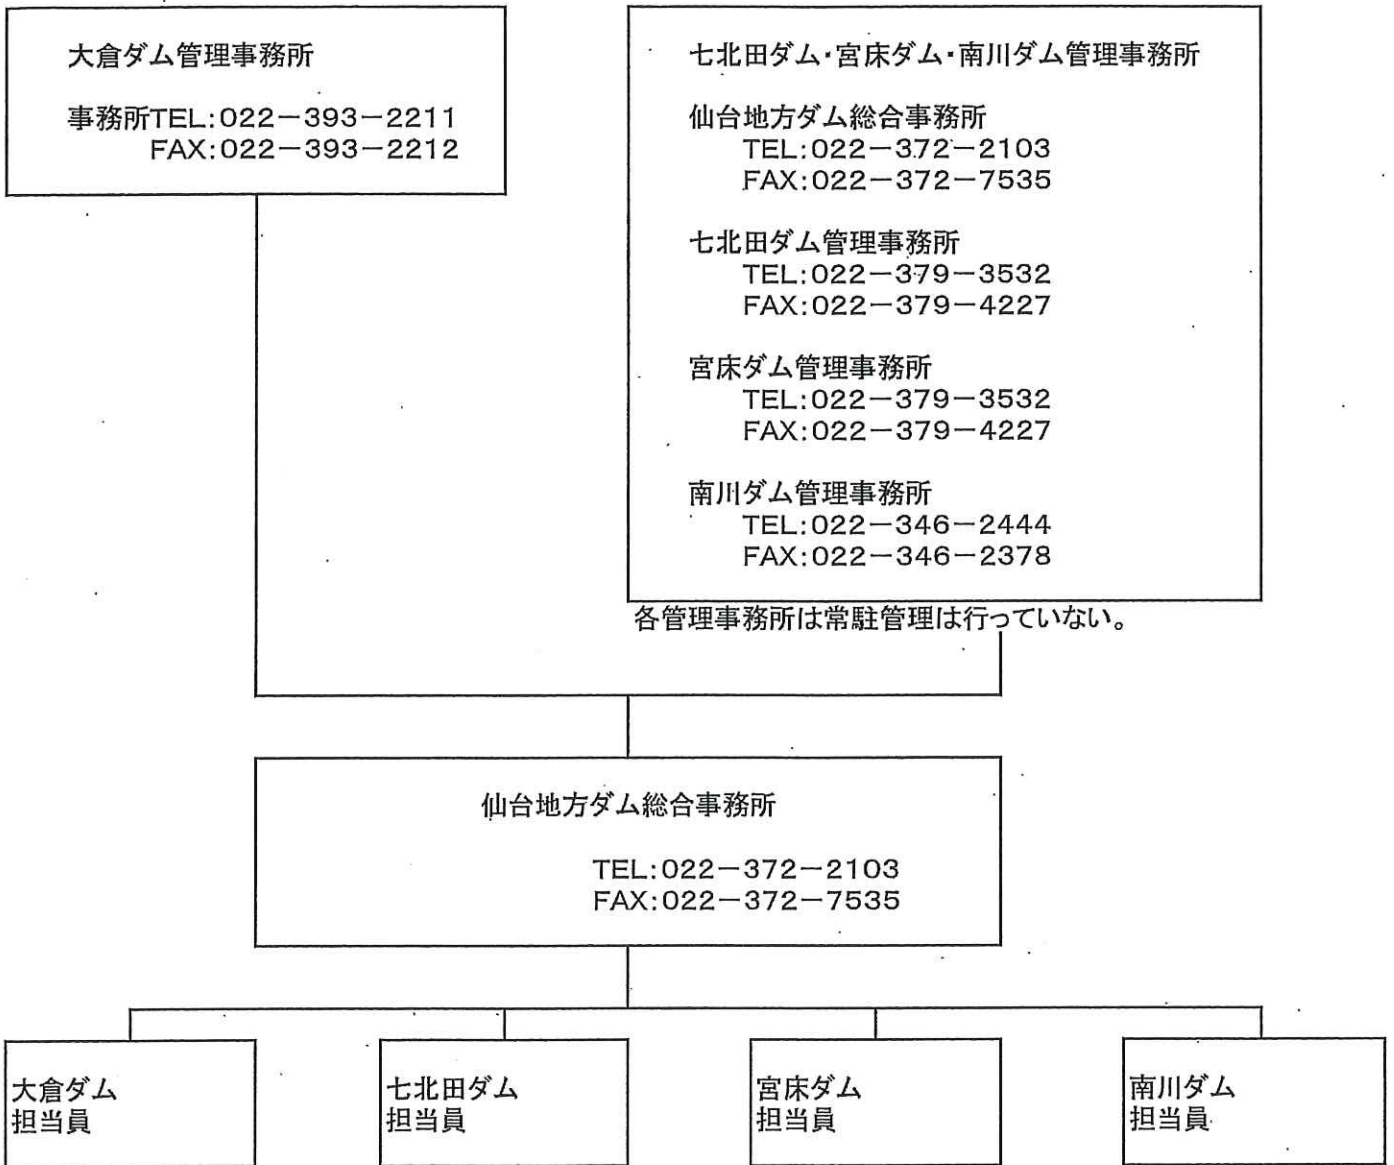 大倉ダム管理事務所
事務所TEL:022－393－2211
FAX:022－393－2212
七北田ダム・宮床ダム・南川ダム管理事務所
仙台地方ダム総合事務所
TEL:022－372－2103
FAX:022－372－7535
七北田ダム管理事務所
TEL:022－379－3532
FAX:022－379－4227
宮床ダム管理事務所
TEL:022－379－3532
FAX:022－379－4227
南川ダム管理事務所
TEL:022－346－2444
FAX:022－346－2378
各管理事務所は常駐管理は行っていない。
仙台地方ダム総合事務所
TEL:022－372－2103
FAX:022－372－7535
大倉ダム
担当員
七北田ダム
担当員
宮床ダム
担当員
南川ダム
担当員